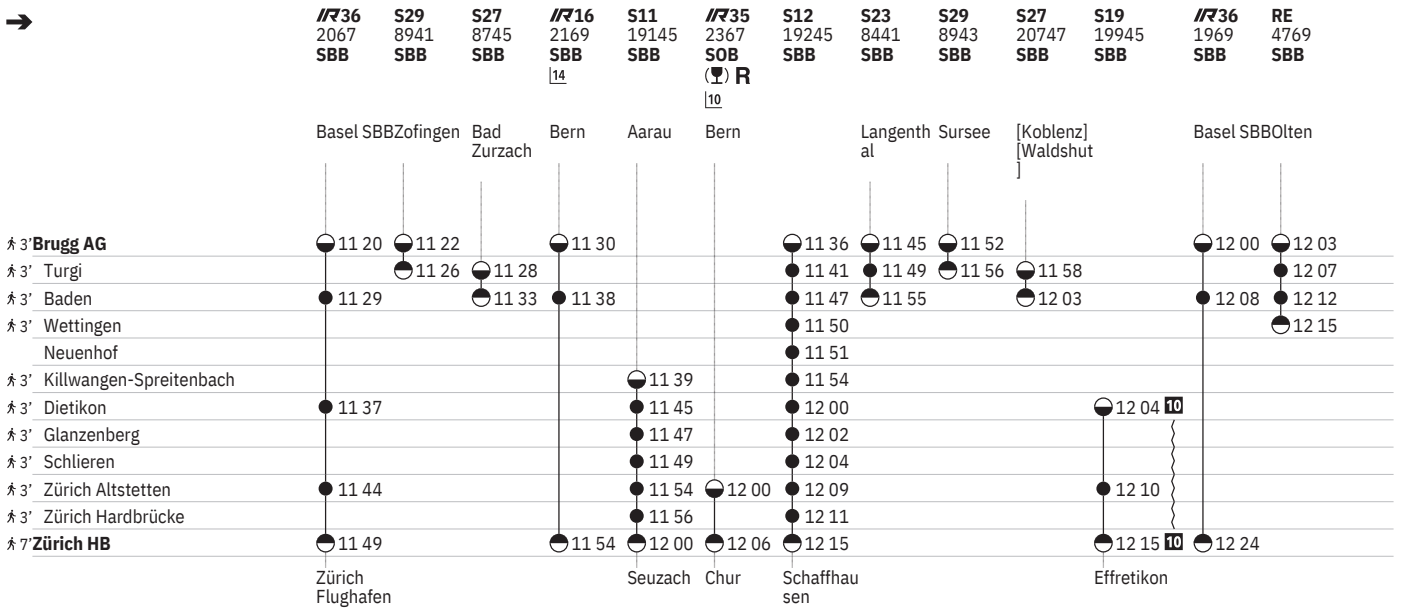 IR36 S29 S27 IR16 S11 IR35 S12 S23 S29 S27 S19 IR36 RE
2067 8941 8745 2169 19145 2367 19245 8441 8943 20747 19945 1969 4769
SBB SBB SBB SBB SBB SOB SBB SBB SBB SBB SBB SBB SBB
14 R
10
Basel SBB Zofingen Bad Bern Aarau Bern Langenth Sursee [Koblenz] Basel SBB Olten
Zurzach al [Waldshut
]
3' Brugg AG 11 20 11 22 11 30 11 36 11 45 11 52 12 00 12 03
3' Turgi 11 26 11 28 11 41 11 49 11 56 11 58 12 07
3' Baden 11 29 11 33 11 38 11 47 11 55 12 03 12 08 12 12
3' Wettingen 11 50 12 15
Neuenhof 11 51
3' Killwangen-Spreitenbach 11 39 11 54
3' Dietikon 11 37 11 45 12 00 12 04 10
3' Glanzenberg 11 47 12 02
3' Schlieren 11 49 12 04
3' Zürich Altstetten 11 44 11 54 12 00 12 09 12 10
3' Zürich Hardbrücke 11 56 12 11
7' Zürich HB 11 49 11 54 12 00 12 06 12 15 12 15 10 12 24
Zürich Seuzach Chur Schaffhau Effretikon
Flughafen sen